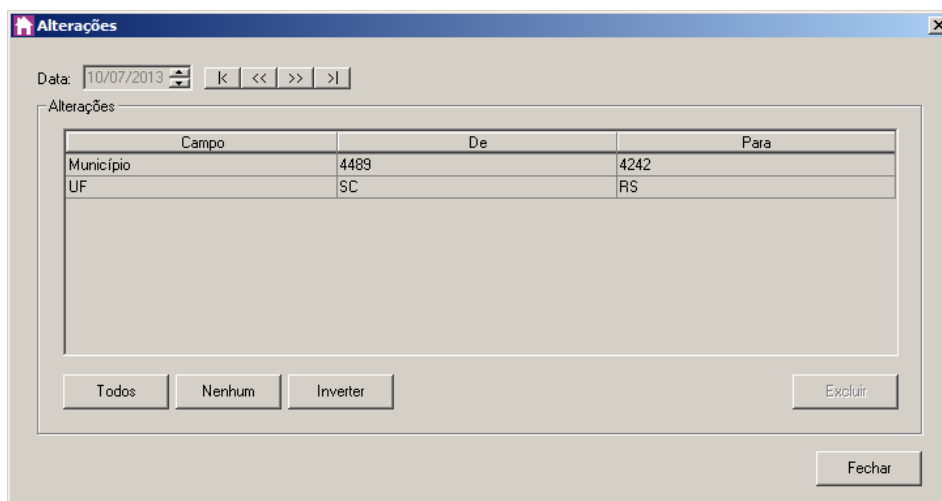 Alterações
Data: 10/07/2013 |< << >> >|
Alterações
Campo De Para
Município 4489 4242
UF SC RS
Todos Nenhum Inverter Excluir
Fechar